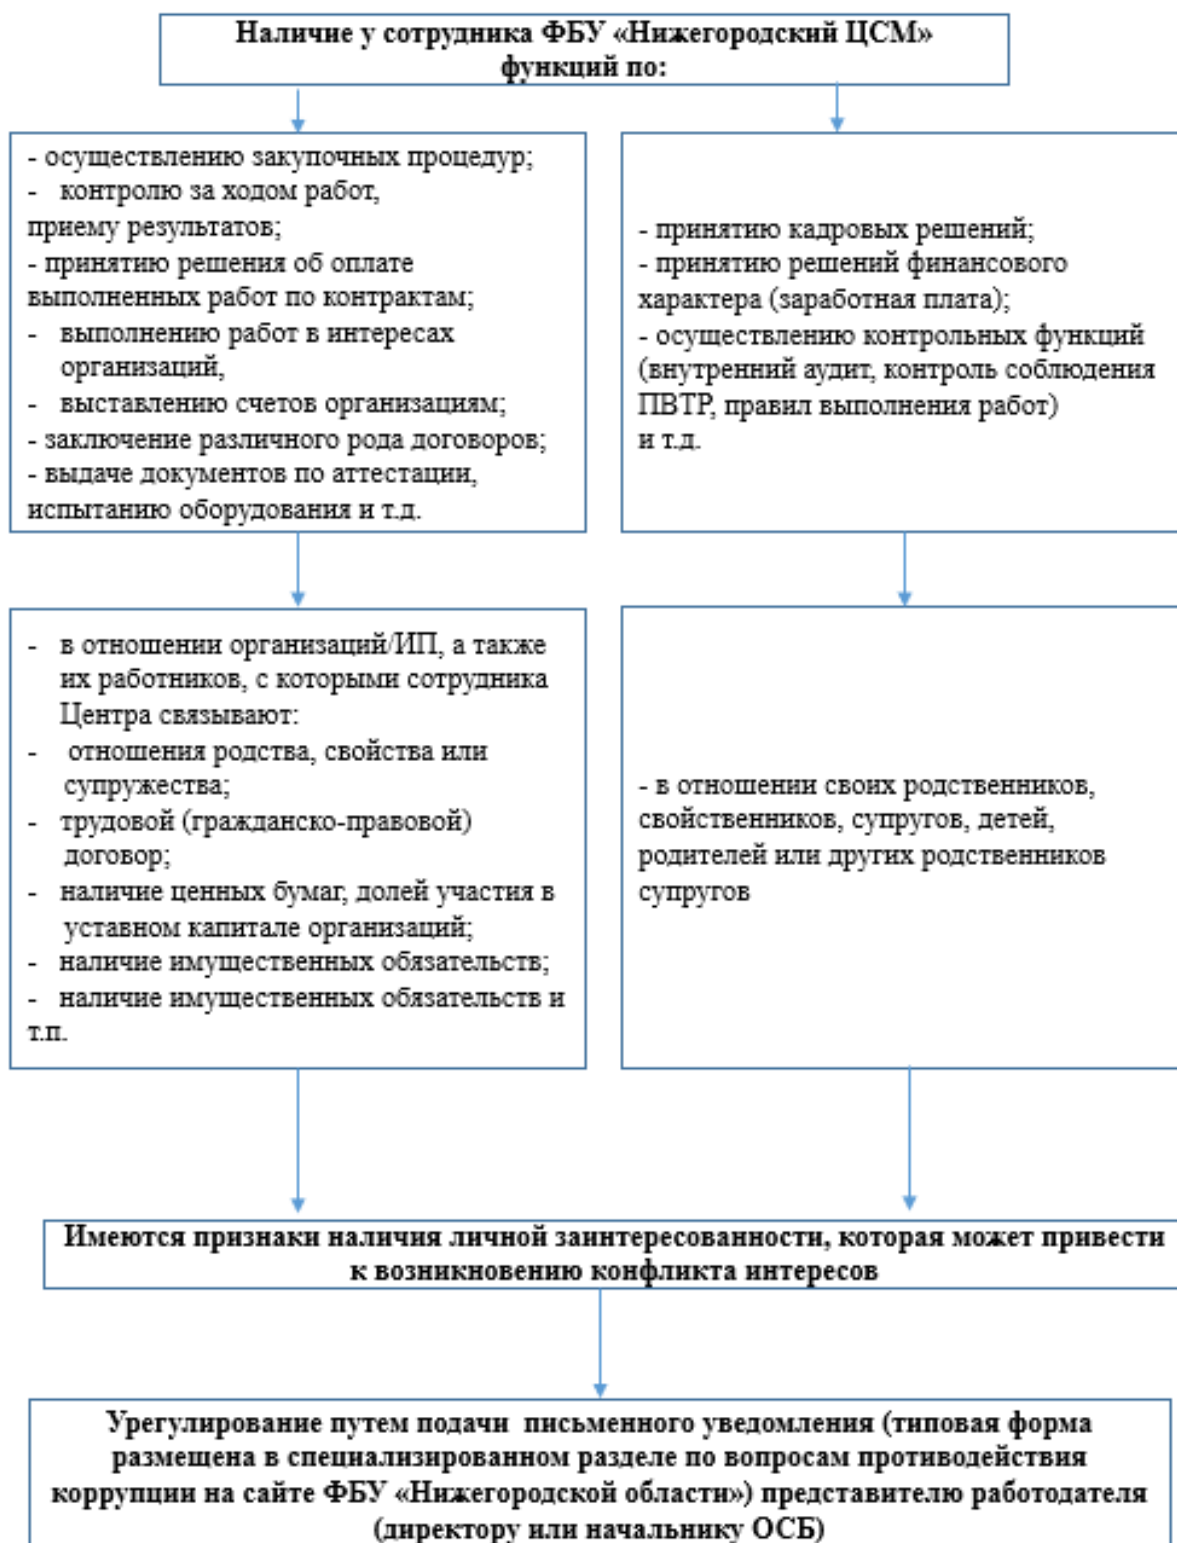 Наличие у сотрудника ФБУ «Нижегородский ЦСМ»
функций по:
- осуществлению закупочных процедур;
- контролю за ходом работ,
приему результатов;
- принятию решения об оплате
выполненных работ по контрактам;
- выполнению работ в интересах
организаций,
- выставлению счетов организациям;
- заключение различного рода договоров;
- выдаче документов по аттестации,
испытанию оборудования и т.д.
- принятию кадровых решений;
- принятию решений финансового
характера (заработная плата);
- осуществлению контрольных функций
(внутренний аудит, контроль соблюдения
ПВТР, правил выполнения работ)
и т.д.
- в отношении организаций/ИП, а также
их работников, с которыми сотрудника
Центра связывают:
- отношения родства, свойства или
супружества;
- трудовой (гражданско-правовой)
договор;
- наличие ценных бумаг, долей участия в
уставном капитале организаций;
- наличие имущественных обязательств;
- наличие имущественных обязательств и
т.п.
- в отношении своих родственников,
свойственников, супругов, детей,
родителей или других родственников
супругов
Имеются признаки наличия личной заинтересованности, которая может привести
к возникновению конфликта интересов
Урегулирование путем подачи письменного уведомления (типовая форма
размещена в специализированном разделе по вопросам противодействия
коррупции на сайте ФБУ «Нижегородской области») представителю работодателя
(директору или начальнику ОСБ)